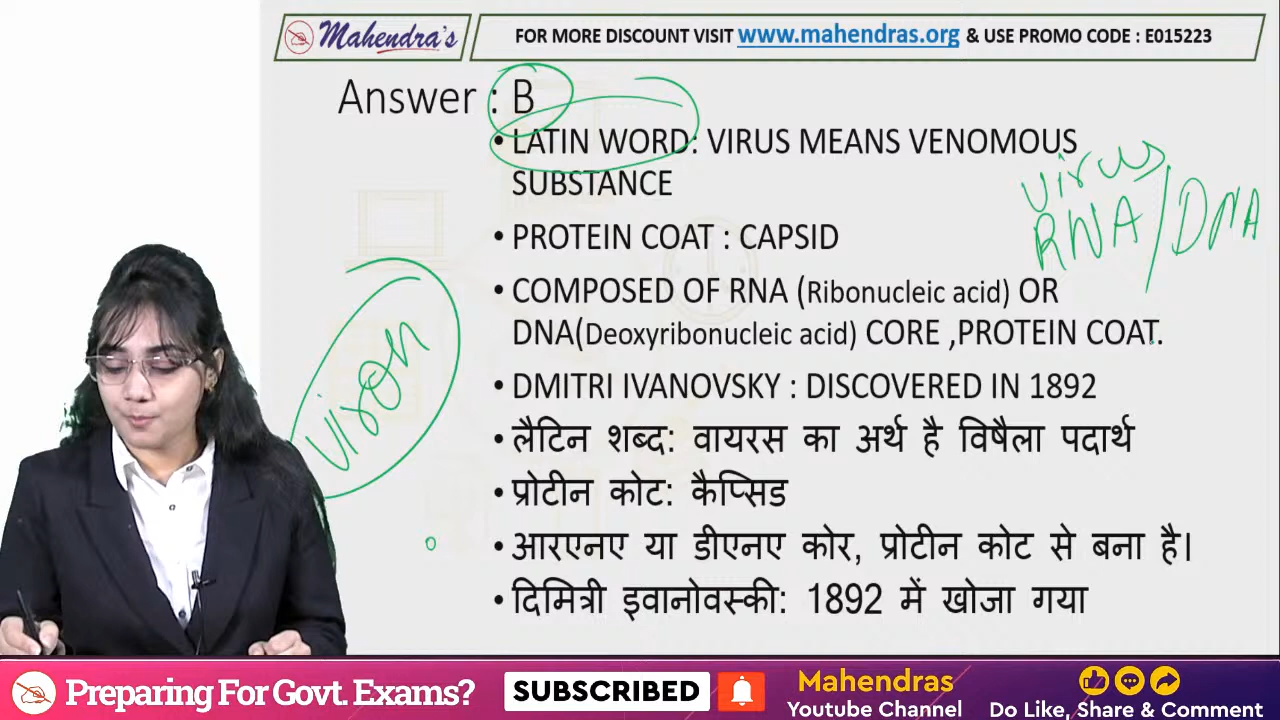 Mahendra's
FOR MORE DISCOUNT VISIT www.mahendras.org & USE PROMO CODE : E015223
Answer : B
• LATIN WORD: VIRUS MEANS VENOMOUS
SUBSTANCE
virus
RNA/DNA
• PROTEIN COAT : CAPSID
• COMPOSED OF RNA (Ribonucleic acid) OR
DNA(Deoxyribonucleic acid) CORE ,PROTEIN COAT.
viron
• DMITRI IVANOVSKY : DISCOVERED IN 1892
• लैटिन शब्द: वायरस का अर्थ है विषैला पदार्थ
• प्रोटीन कोट: कैप्सिड
• आरएनए या डीएनए कोर, प्रोटीन कोट से बना है।
• दिमित्री इवानोवस्की: 1892 में खोजा गया
Preparing For Govt. Exams?
SUBSCRIBED
Mahendras
Youtube Channel
Do Like, Share & Comment